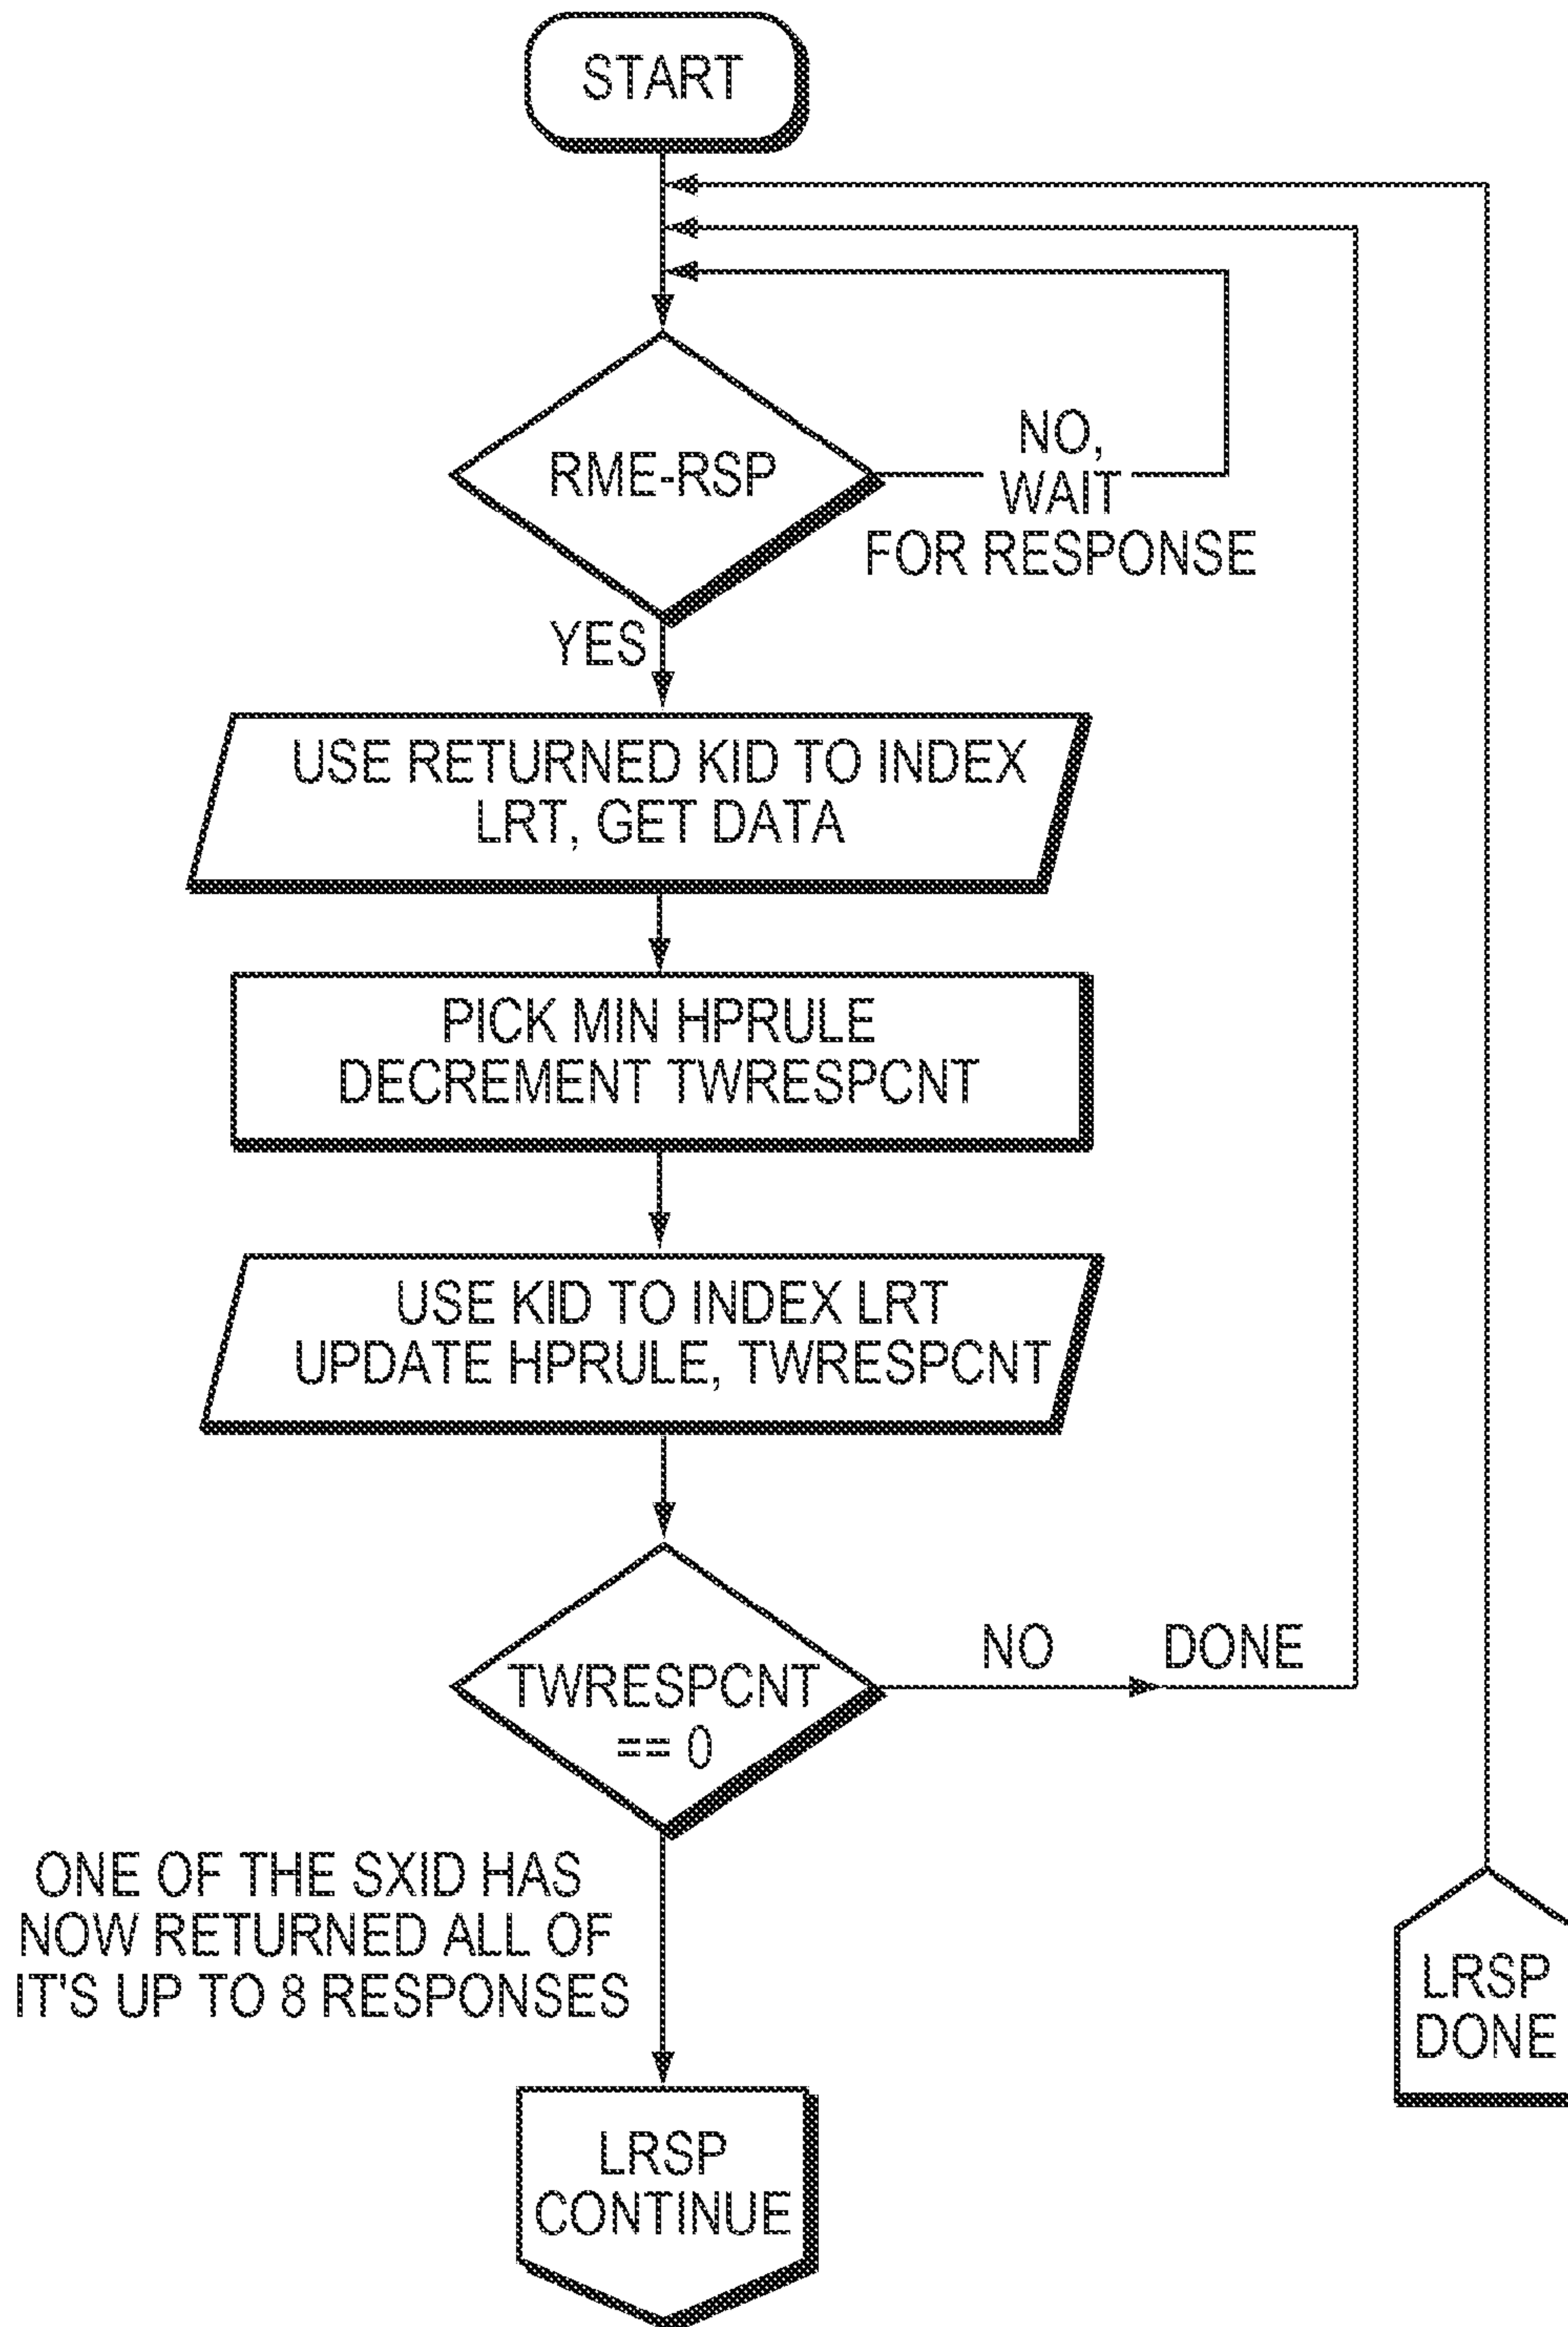 START
RME-RSP
NO,
WAIT
FOR RESPONSE
YES
USE RETURNED KID TO INDEX
LRT, GET DATA
PICK MIN HPRULE
DECREMENT TWRESPCNT
USE KID TO INDEX LRT
UPDATE HPRULE, TWRESPCNT
TWRESPCNT
== 0
NO
DONE
ONE OF THE SXID HAS
NOW RETURNED ALL OF
IT'S UP TO 8 RESPONSES
LRSP
DONE
LRSP
CONTINUE